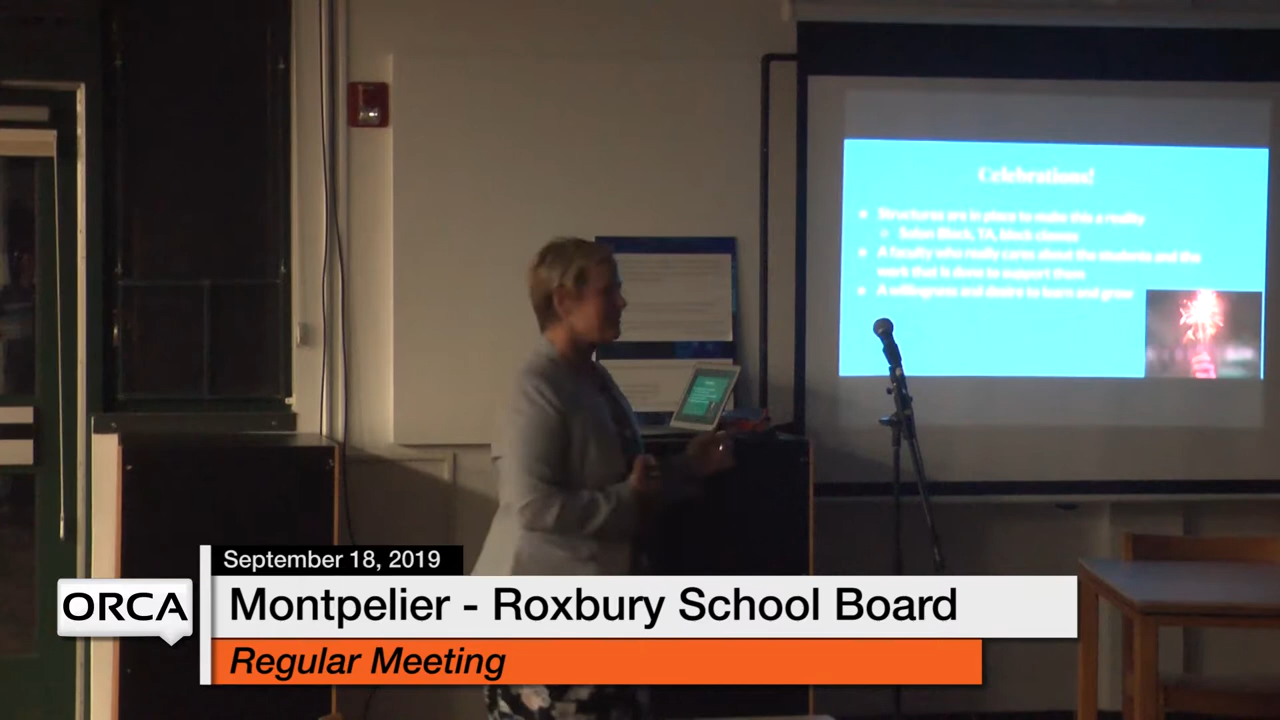 Celebrations!
Structures are in place to make this a reality
Solon Block, TA, block classes
A faculty who really cares about the students and the
work that is done to support them
A willingness and desire to learn and grow
September 18, 2019
ORCA
Montpelier - Roxbury School Board
Regular Meeting